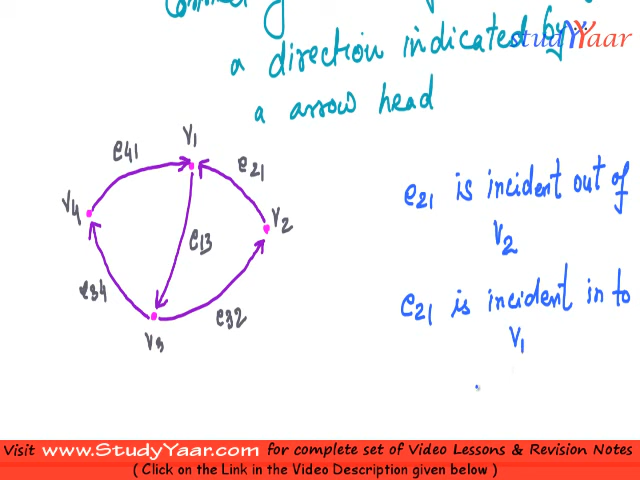 a direction indicated by
studYYaar
a arrow head
v1
e41
e21
v4
v2
e13
e34
e32
v3
e21 is incident out of
v2
e21 is incident in to
v1
Visit www.StudyYaar.com for complete set of Video Lessons & Revision Notes
( Click on the Link in the Video Description given below )